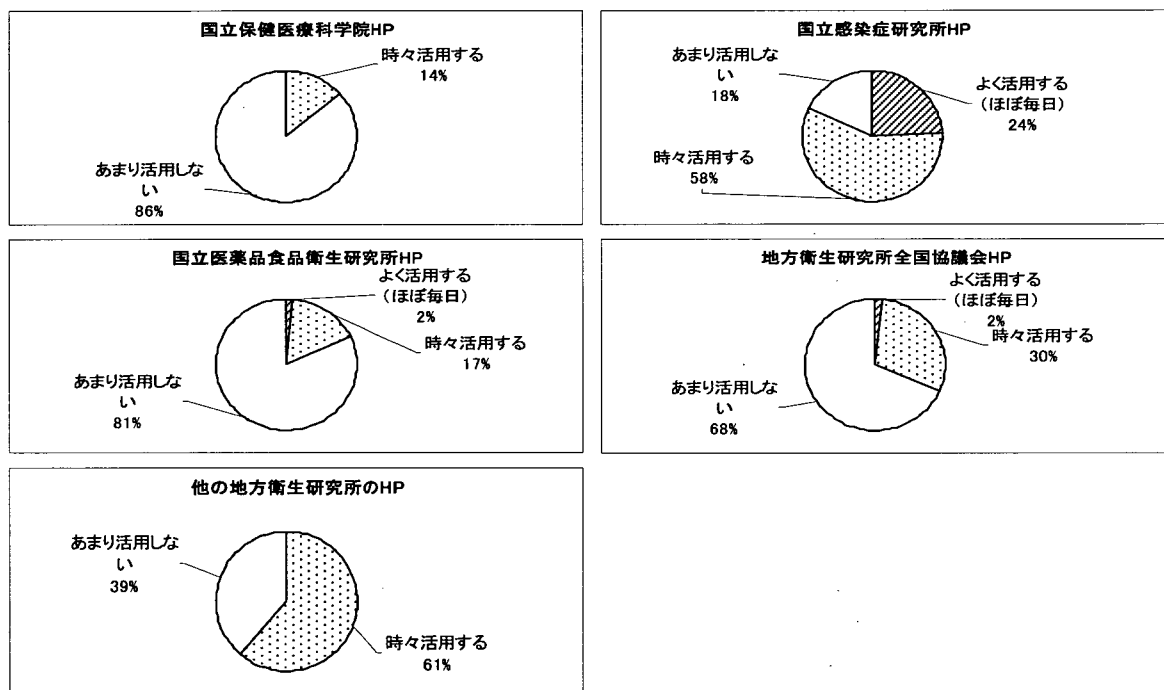 国立保健医療科学院HP
時々活用する
14%
あまり活用しな
い
86%
国立感染症研究所HP
あまり活用しな
い
18%
よく活用する
(ほぼ毎日)
24%
時々活用する
58%
国立医薬品食品衛生研究所HP
よく活用する
(ほぼ毎日)
2%
時々活用する
17%
あまり活用しな
い
81%
地方衛生研究所全国協議会HP
よく活用する
(ほぼ毎日)
2%
時々活用する
30%
あまり活用しな
い
68%
他の地方衛生研究所のHP
あまり活用しな
い
39%
時々活用する
61%